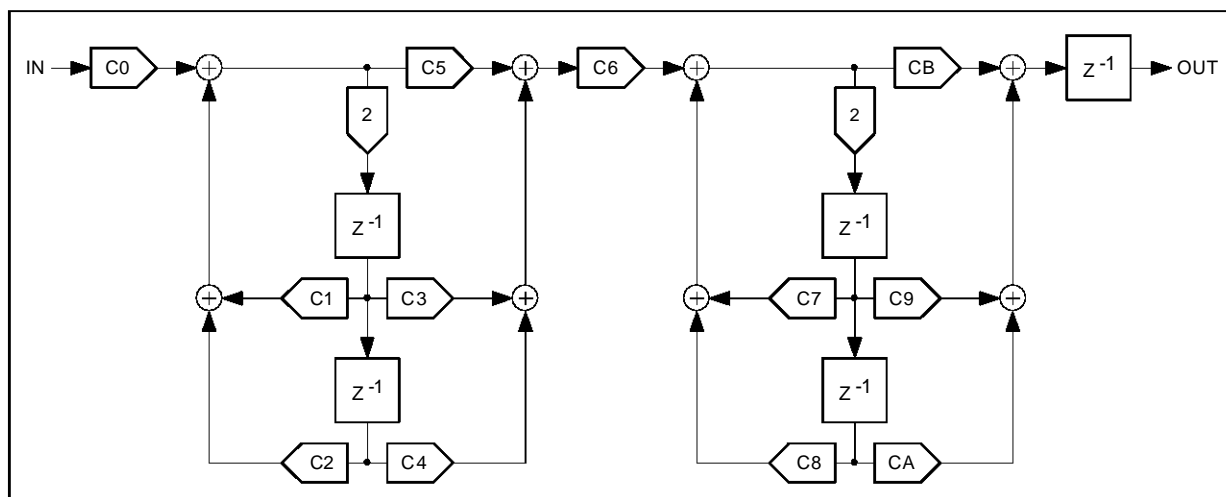 IN C0 C5 C6 CB Z⁻¹ OUT
2 2
Z⁻¹ Z⁻¹
C1 C3 C7 C9
Z⁻¹ Z⁻¹
C2 C4 C8 CA